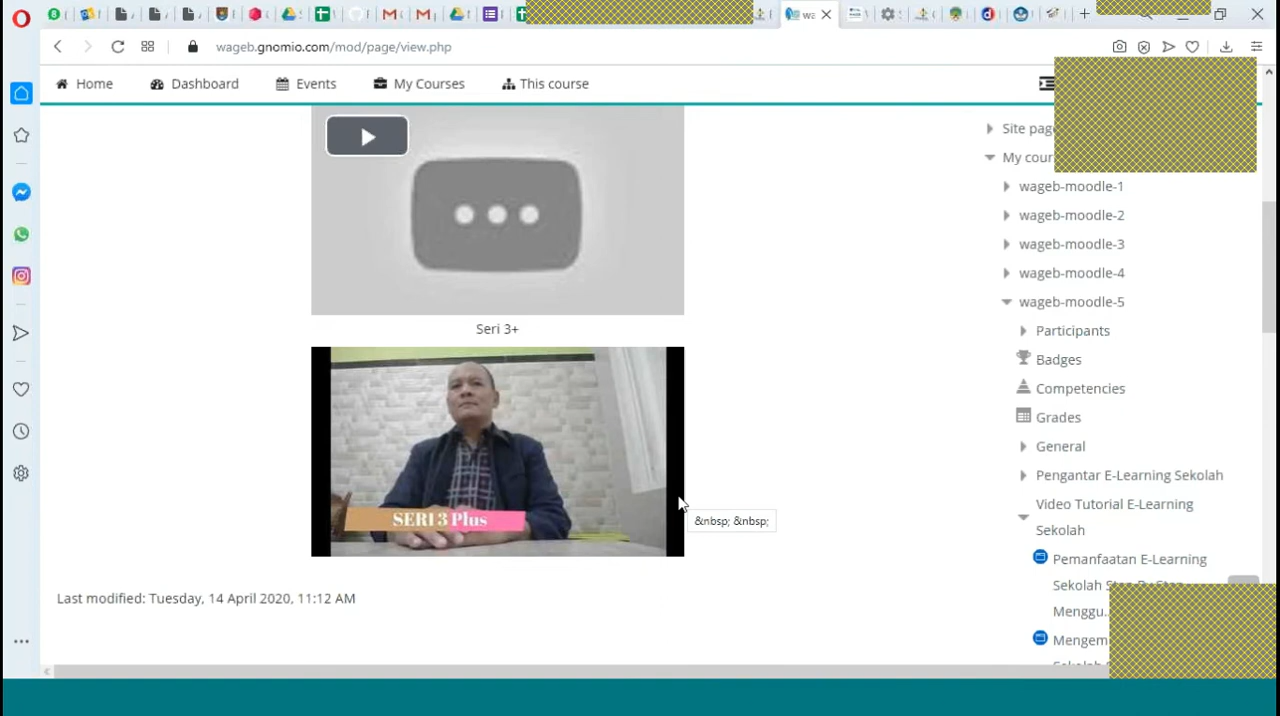 wa
wageb.gnomio.com/mod/page/view.php
Home
Dashboard
Events
My Courses
This course
Seri 3+
SERI 3 Plus
&nbsp; &nbsp;
Last modified: Tuesday, 14 April 2020, 11:12 AM
Site
My
wageb-moodle-1
wageb-moodle-2
wageb-moodle-3
wageb-moodle-4
wageb-moodle-5
Participants
Badges
Competencies
Grades
General
Pengantar E-Learning Sekolah
Video Tutorial E-Learning
Sekolah
Pemanfaatan E-Learning
Sekolah
Menggu..
Mengem